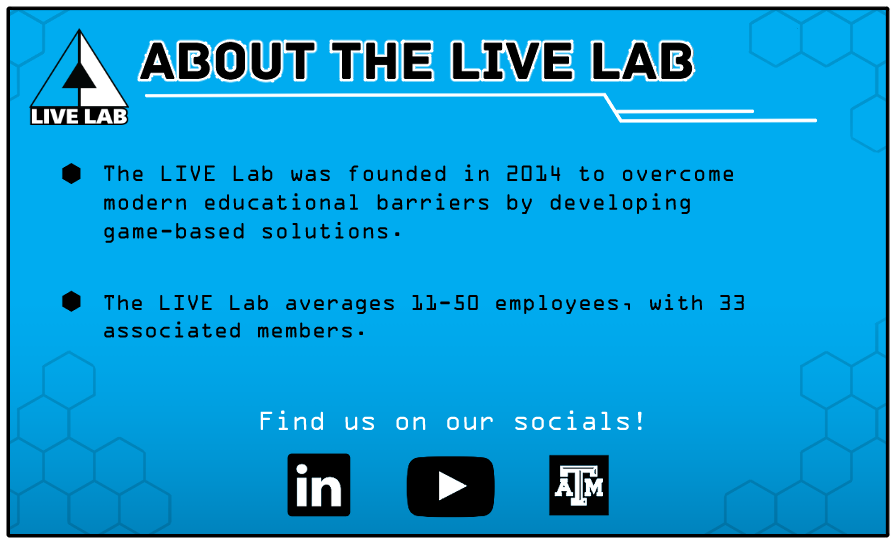 LIVE LAB
ABOUT THE LIVE LAB
The LIVE Lab was founded in 2014 to overcome
modern educational barriers by developing
game-based solutions.
The LIVE Lab averages 11-50 employees, with 33
associated members.
Find us on our socials!
in
ATM